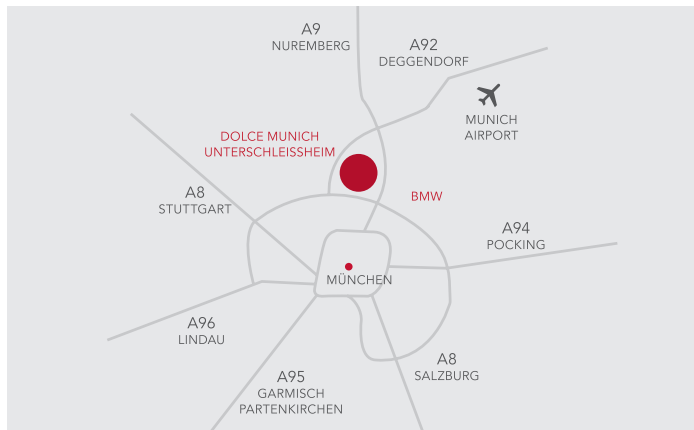 A9
NUREMBERG
A92
DEGGENDORF
MUNICH
AIRPORT
DOLCE MUNICH
UNTERSCHLEISSHEIM
A8
STUTTGART
BMW
A94
POCKING
MÜNCHEN
A96
LINDAU
A8
SALZBURG
A95
GARMISCH
PARTENKIRCHEN